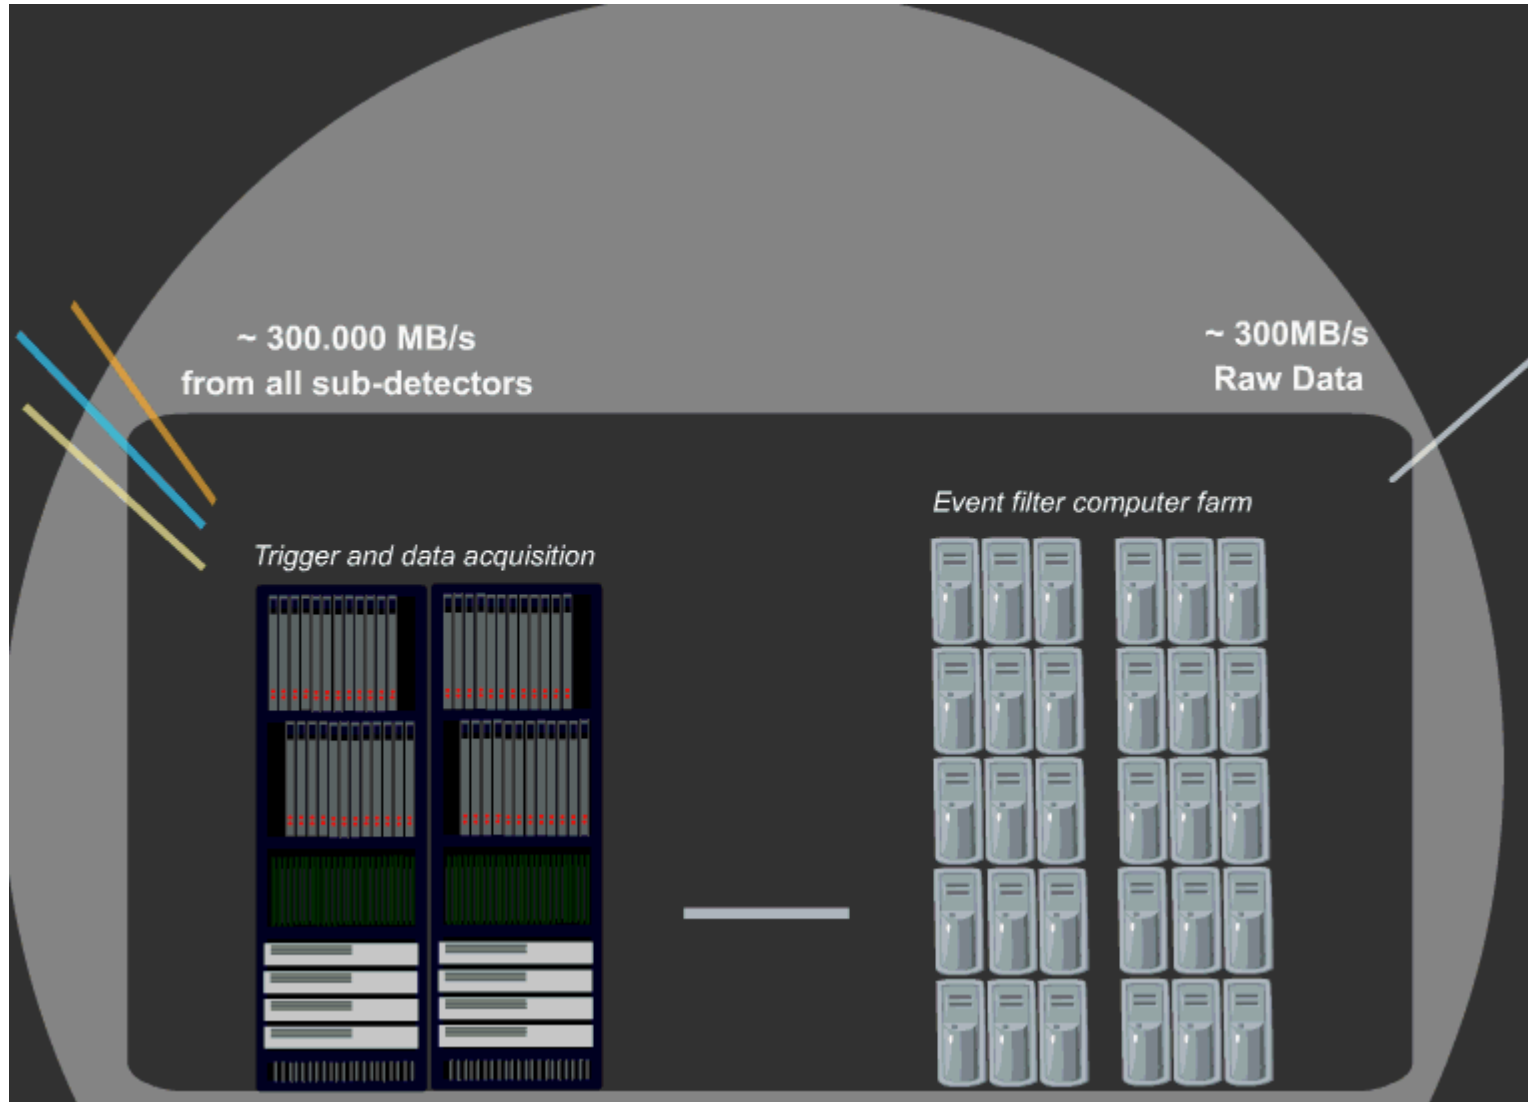 ~ 300.000 MB/s
from all sub-detectors
~ 300MB/s
Raw Data
Event filter computer farm
Trigger and data acquisition